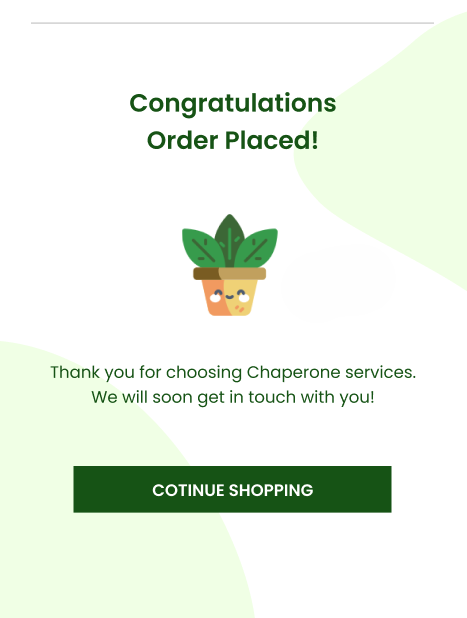 Congratulations
Order Placed!
Thank you for choosing Chaperone services.
We will soon get in touch with you!
COTINUE SHOPPING